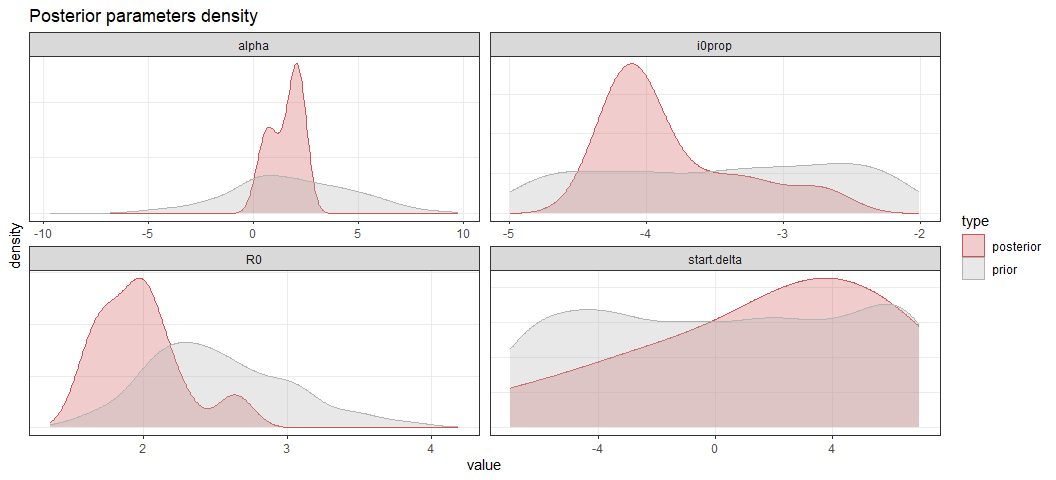 Posterior parameters density
alpha
i0prop
-10 -5 0 5 10
-5 -4 -3 -2
R0
start.delta
2 3 4
-4 0 4
density
value
type
posterior
prior